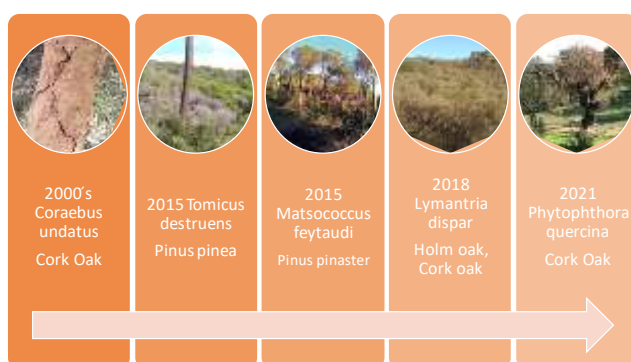 2000´s
Coraebus
undatus
Cork Oak
2015 Tomicus
destruens
Pinus pinea
2015
Matsococcus
feytaudi
Pinus pinaster
2018
Lymantria
dispar
Holm oak,
Cork oak
2021
Phytophthora
quercina
Cork Oak